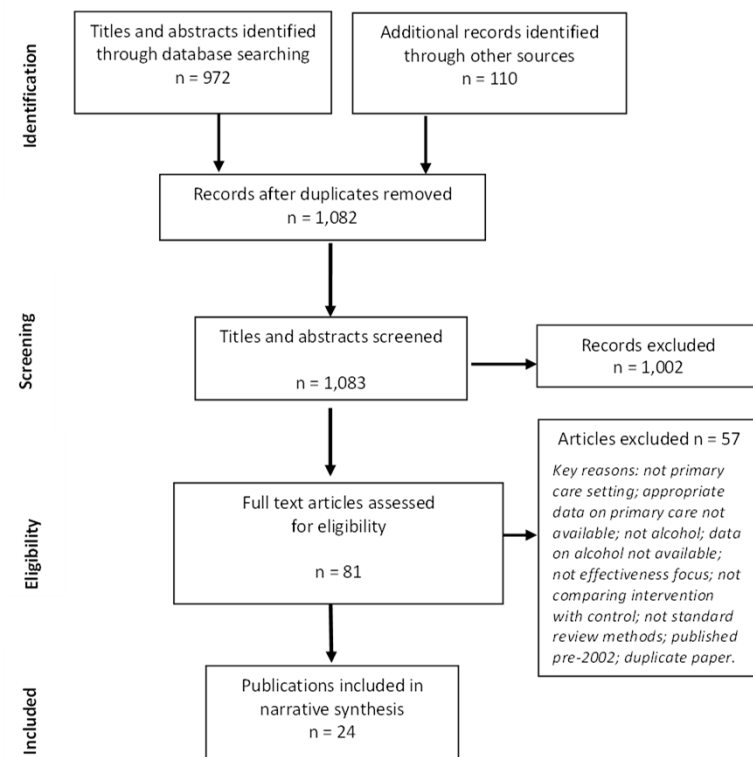 Identification
Titles and abstracts identified
through database searching
n = 972
Additional records identified
through other sources
n = 110
Records after duplicates removed
n = 1,082
Screening
Titles and abstracts screened
n = 1,083
Records excluded
n = 1,002
Eligibility
Full text articles assessed
for eligibility
n = 81
Articles excluded n = 57
Key reasons: not primary
care setting; appropriate
data on primary care not
available; not alcohol; data
on alcohol not available;
not effectiveness focus; not
comparing intervention
with control; not standard
review methods; published
pre-2002; duplicate paper.
Included
Publications included in
narrative synthesis
n = 24